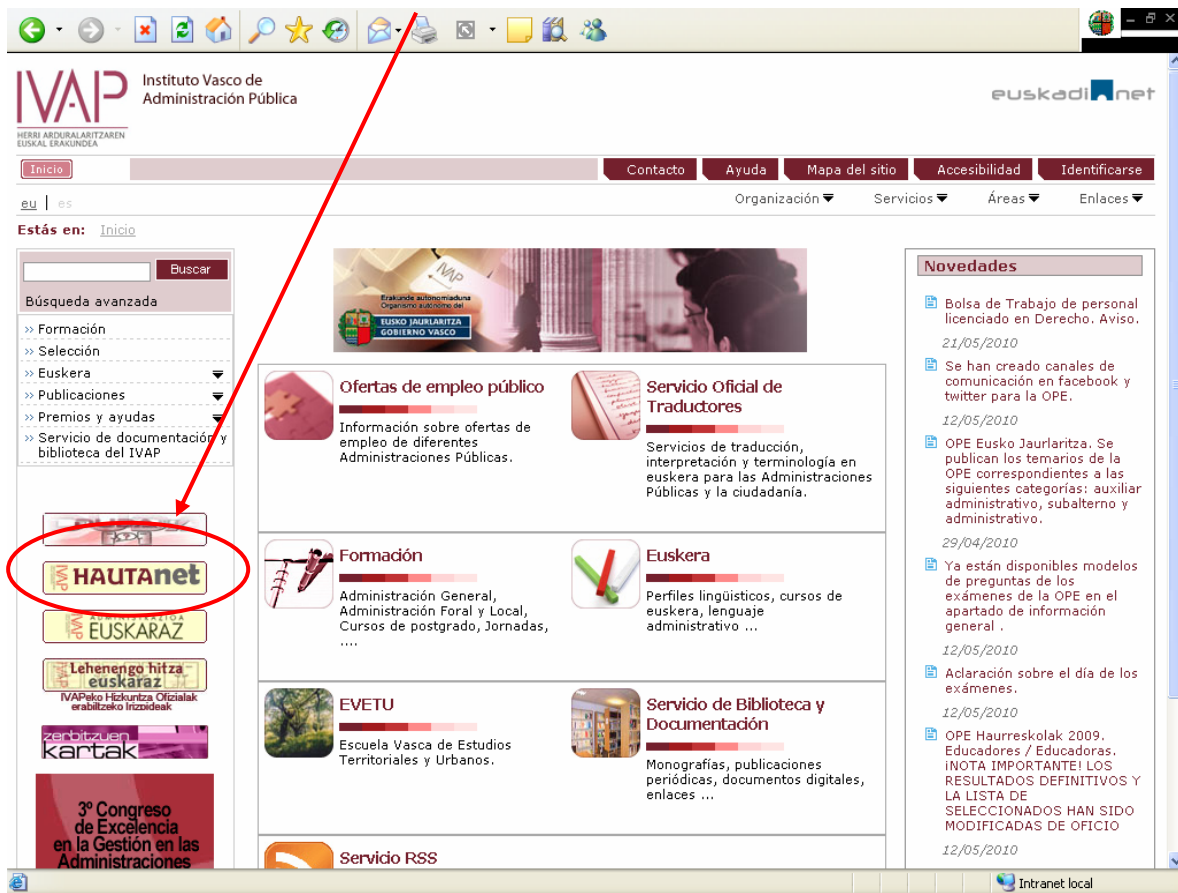 IVAP
Instituto Vasco de
Administración Pública
HERRI ARDURALARITZAREN
EUSKAL ERAKUNDEA
euskadi net
Inicio
Contacto
Ayuda
Mapa del sitio
Accesibilidad
Identificarse
eu | es
Organización
Servicios
Áreas
Enlaces
Estás en: Inicio
Buscar
Búsqueda avanzada
» Formación
» Selección
» Euskera
» Publicaciones
» Premios y ayudas
» Servicio de documentación y
biblioteca del IVAP
IVAP
HAUTAnet
IVAP
ADMINISTRAZIOA
EUSKARAZ
IVAP
Lehenengo hitza
euskaraz
IVAPeko Hizkuntza Ofizialak
erabiltzeko Irizpideak
zerbitzuen
kartak
3º Congreso
de Excelencia
en la Gestión en las
Administraciones
IVAP
Erakunde autonomiaduna
Organismo autónomo del
EUSKO JAURLARITZA
GOBIERNO VASCO
Ofertas de empleo público
Información sobre ofertas de
empleo de diferentes
Administraciones Públicas.
Servicio Oficial de
Traductores
Servicios de traducción,
interpretación y terminología en
euskera para las Administraciones
Públicas y la ciudadanía.
Formación
Administración General,
Administración Foral y Local,
Cursos de postgrado, Jornadas,
....
Euskera
Perfiles lingüisticos, cursos de
euskera, lenguaje
administrativo ...
EVETU
Escuela Vasca de Estudios
Territoriales y Urbanos.
Servicio de Biblioteca y
Documentación
Monografías, publicaciones
periódicas, documentos digitales,
enlaces ...
Servicio RSS
Novedades
Bolsa de Trabajo de personal
licenciado en Derecho. Aviso.
21/05/2010
Se han creado canales de
comunicación en facebook y
twitter para la OPE.
12/05/2010
OPE Eusko Jaurlaritza. Se
publican los temarios de la
OPE correspondientes a las
siguientes categorías: auxiliar
administrativo, subalterno y
administrativo.
29/04/2010
Ya están disponibles modelos
de preguntas de los
exámenes de la OPE en el
apartado de información
general .
12/05/2010
Aclaración sobre el día de los
exámenes.
12/05/2010
OPE Haurreskolak 2009.
Educadores / Educadoras.
¡NOTA IMPORTANTE! LOS
RESULTADOS DEFINITIVOS Y
LA LISTA DE
SELECCIONADOS HAN SIDO
MODIFICADAS DE OFICIO
12/05/2010
Intranet local